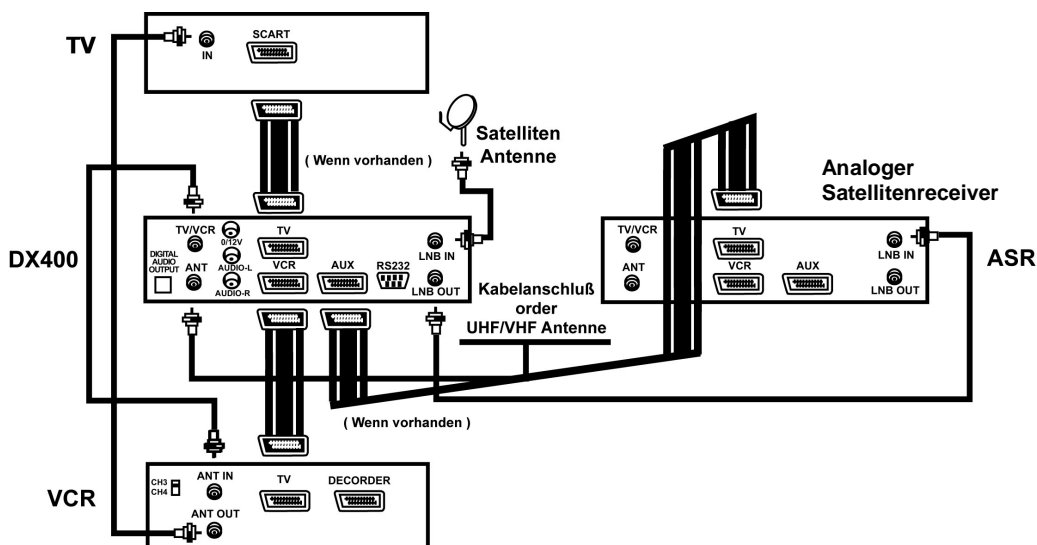 TV
SCART
IN
( Wenn vorhanden )
Satelliten
Antenne
Analoger
Satellitenreceiver
DX400
TV/VCR
0/12V
TV
LNB IN
DIGITAL
AUDIO
OUTPUT
ANT
AUDIO-L
AUDIO-R
VCR
AUX
RS232
LNB OUT
Kabelanschluß
order
UHF/VHF Antenne
TV/VCR
TV
LNB IN
ANT
VCR
AUX
LNB OUT
ASR
( Wenn vorhanden )
VCR
CH3
CH4
ANT IN
TV
DECORDER
ANT OUT